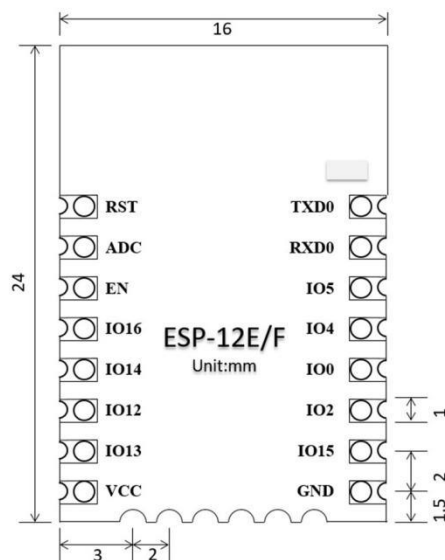 16
24
RST TXD0
ADC RXD0
EN IO5
IO16 IO4
ESP-12E/F
Unit:mm
IO14 IO0
IO12 IO2
1
IO13 IO15
2
VCC GND
1.5
3 2